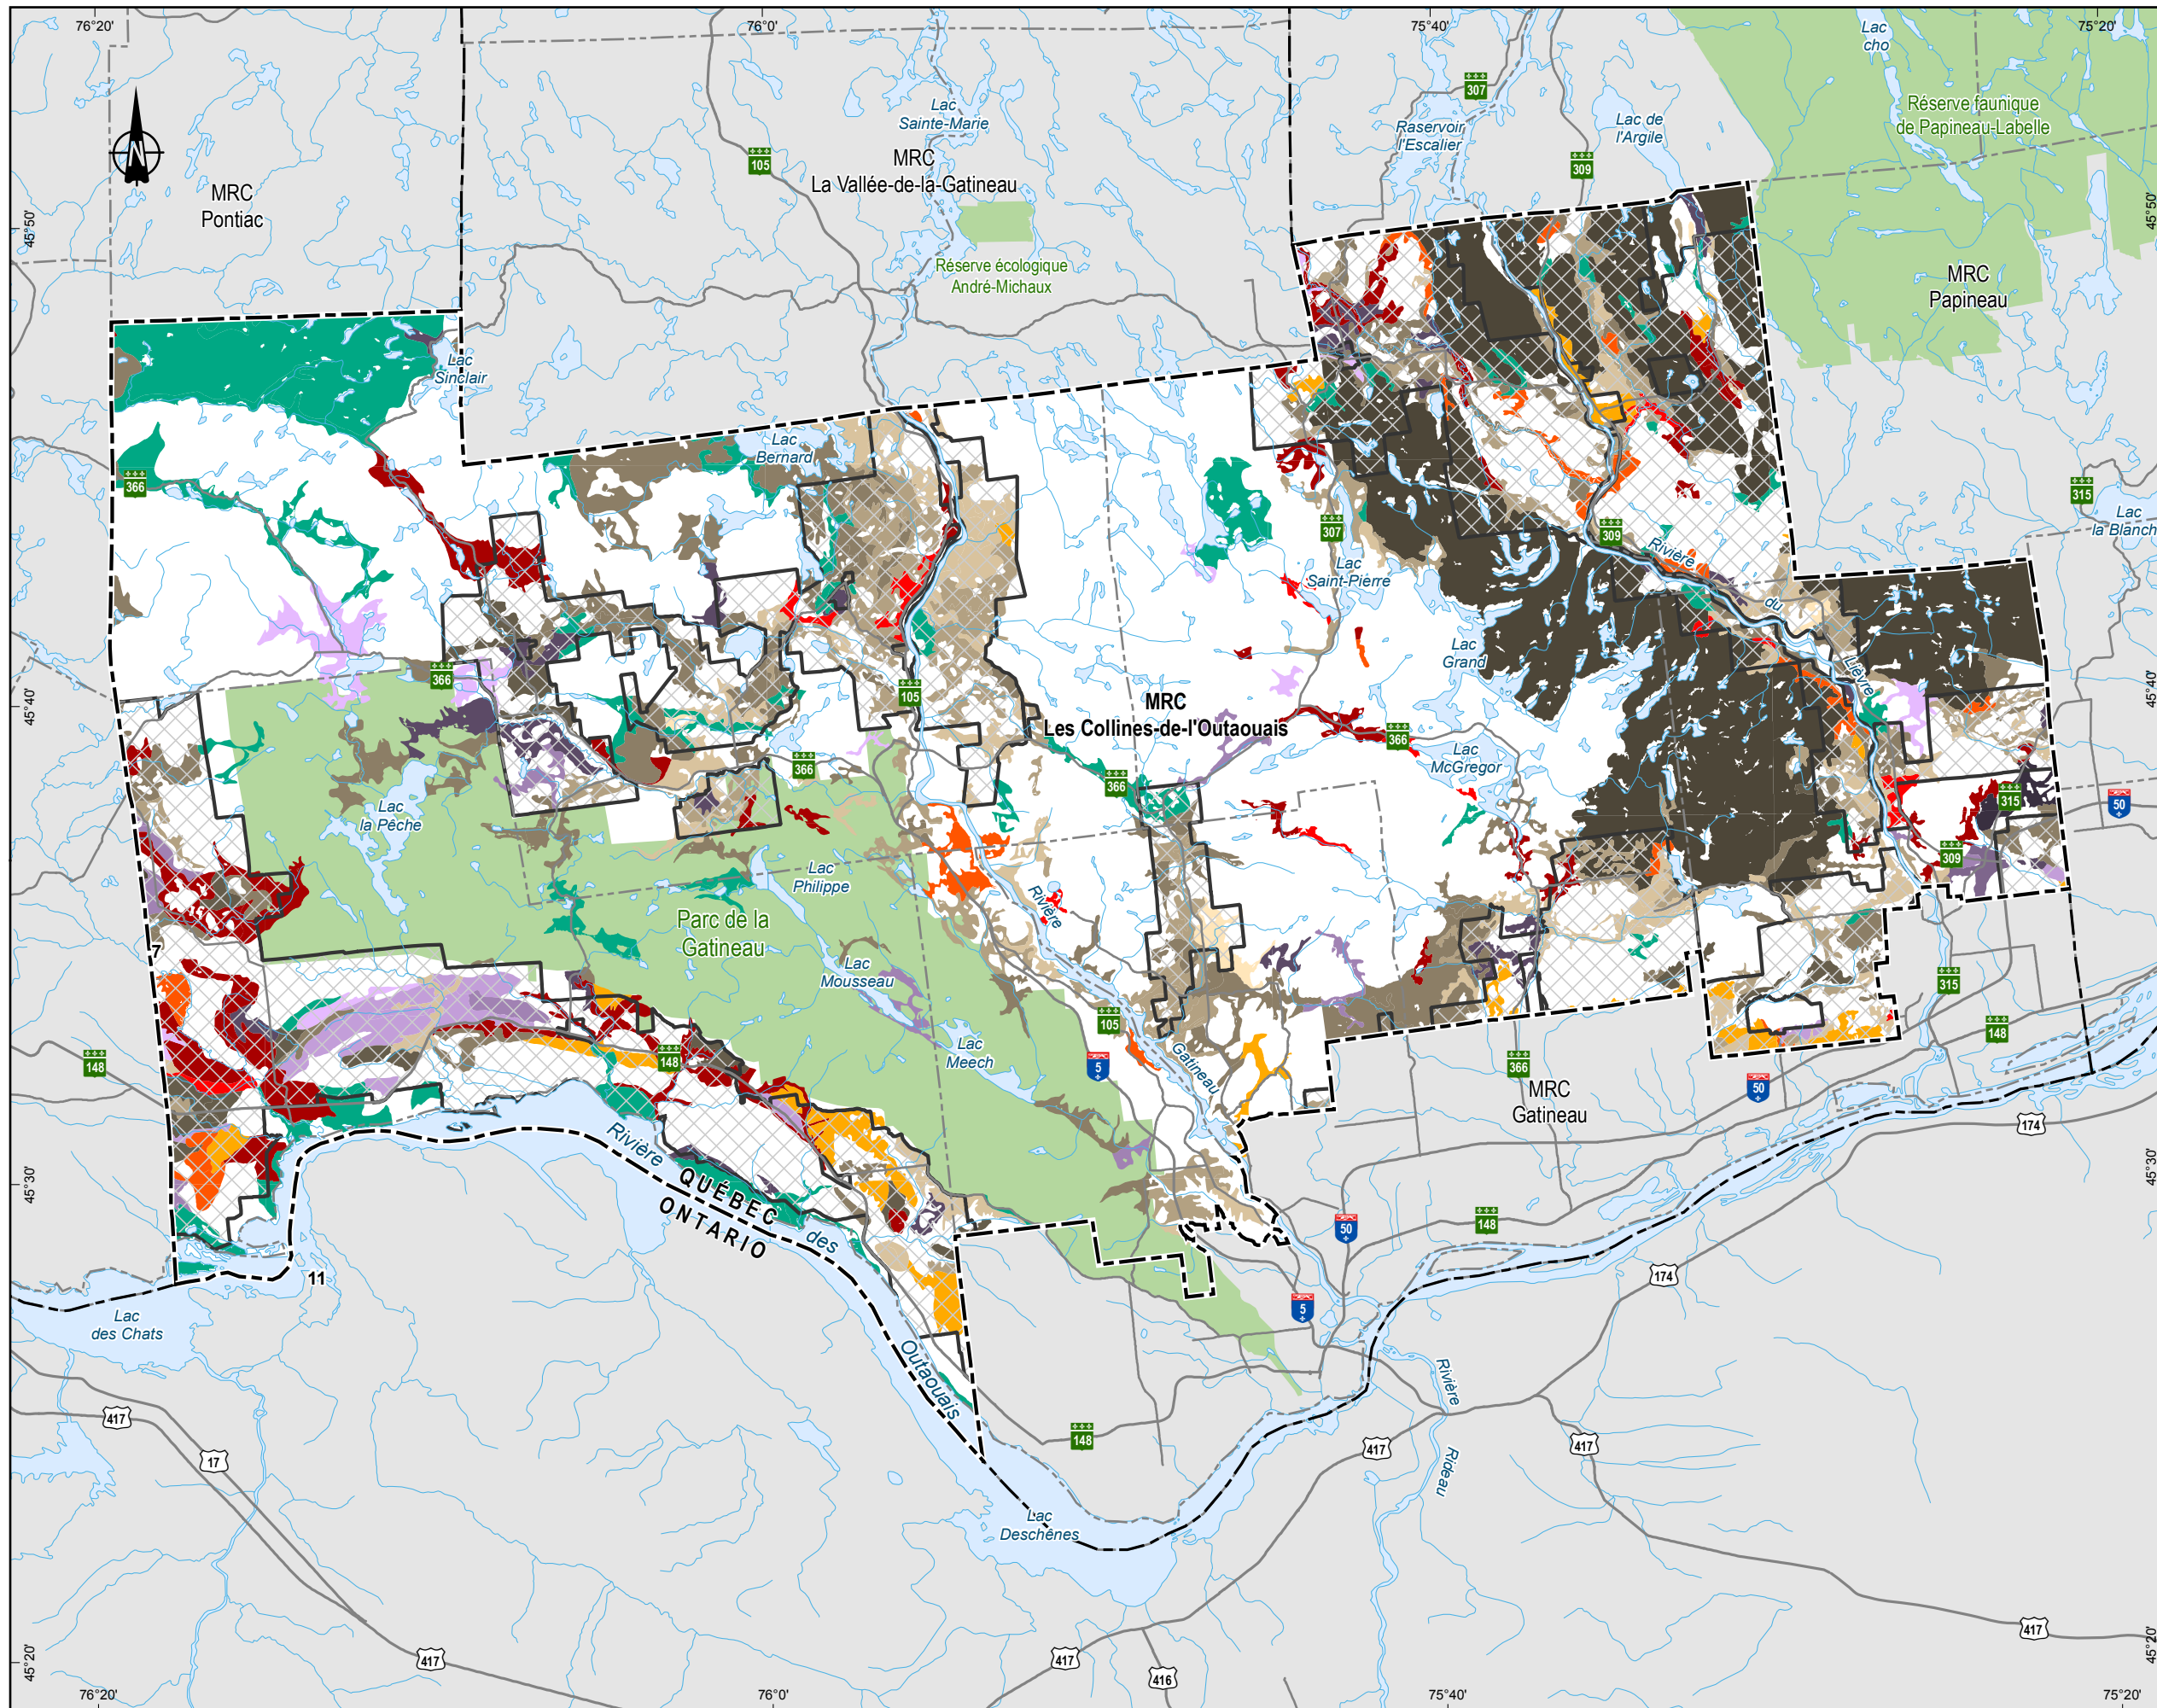 76°20'
76°0'
75°40'
75°20'
Lac
cho
307
Réserve faunique
de Papineau-Labelle
Lac
Sainte-Marie
Raservoir
l'Escalier
Lac de
l'Argile
105
309
MRC
La Vallée-de-la-Gatineau
MRC
Pontiac
N
45°50'
45°50'
Réserve écologique
André-Michaux
MRC
Papineau
Lac
Sinclair
Lac
Bernard
366
315
307
309
Lac
la Blanch
Rivière
du
Lièvre
Lac
Saint-Pierre
Lac
Grand
366
105
45°40'
45°40'
MRC
Les Collines-de-l'Outaouais
366
366
366
Lac
McGregor
Lac
la Pêche
315
50
309
Lac
Philippe
Parc de la
Gatineau
Rivière
Gatineau
7
Lac
Mousseau
315
105
148
Lac
Meech
5
148
148
366
50
MRC
Gatineau
174
Rivière
des
Outaouais
QUÉBEC
ONTARIO
45°30'
45°30'
50
148
11
174
Lac
des Chats
5
Rivière
Rideau
417
148
417
417
17
Lac
Deschênes
417
417
417
416
45°20'
45°20'
76°20'
76°0'
75°40'
75°20'